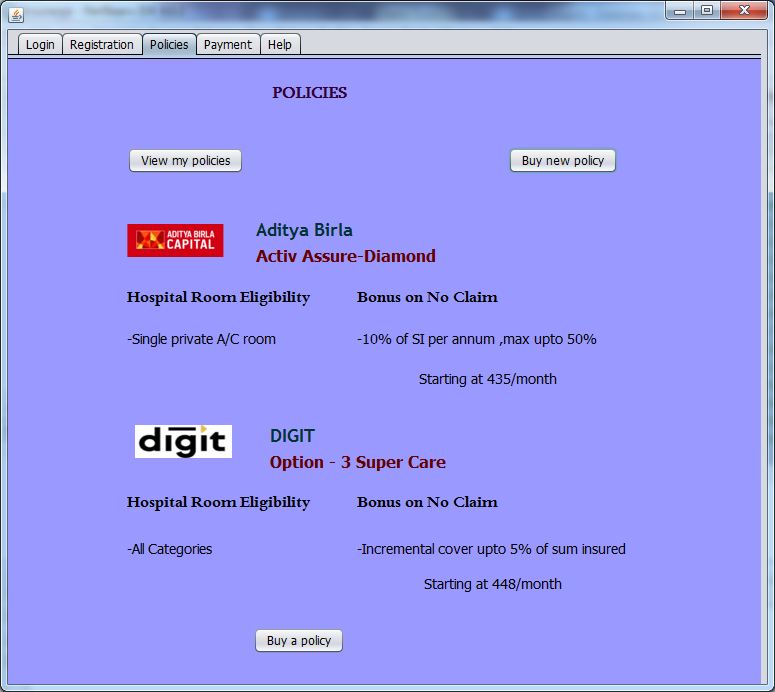 Login Registration Policies Payment Help
POLICIES
View my policies Buy new policy
ADITYA BIRLA
CAPITAL
Aditya Birla
Activ Assure-Diamond
Hospital Room Eligibility Bonus on No Claim
-Single private A/C room -10% of SI per annum ,max upto 50%
Starting at 435/month
digit
DIGIT
Option - 3 Super Care
Hospital Room Eligibility Bonus on No Claim
-All Categories -Incremental cover upto 5% of sum insured
Starting at 448/month
Buy a policy